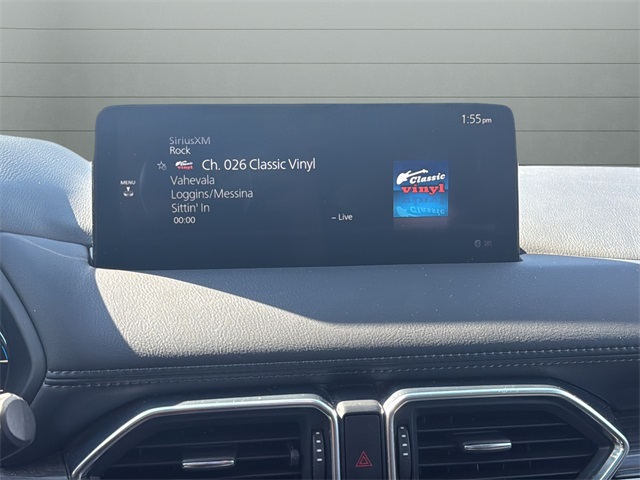 1:55pm
SiriusXM
Rock
Ch. 026 Classic Vinyl
MENU
Vahevala
Loggins/Messina
Sittin' In
00:00
– Live
Classic
vinyl